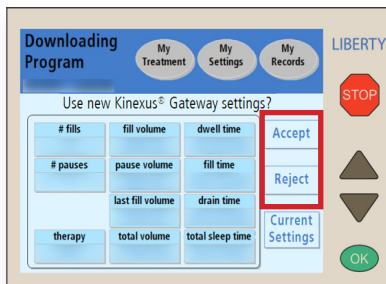 Downloading
Program
My
Treatment
My
Settings
My
Records
LIBERTY
STOP
Use new Kinexus® Gateway settings?
# fills
fill volume
dwell time
Accept
# pauses
pause volume
fill time
Reject
last fill volume
drain time
Current
Settings
therapy
total volume
total sleep time
OK